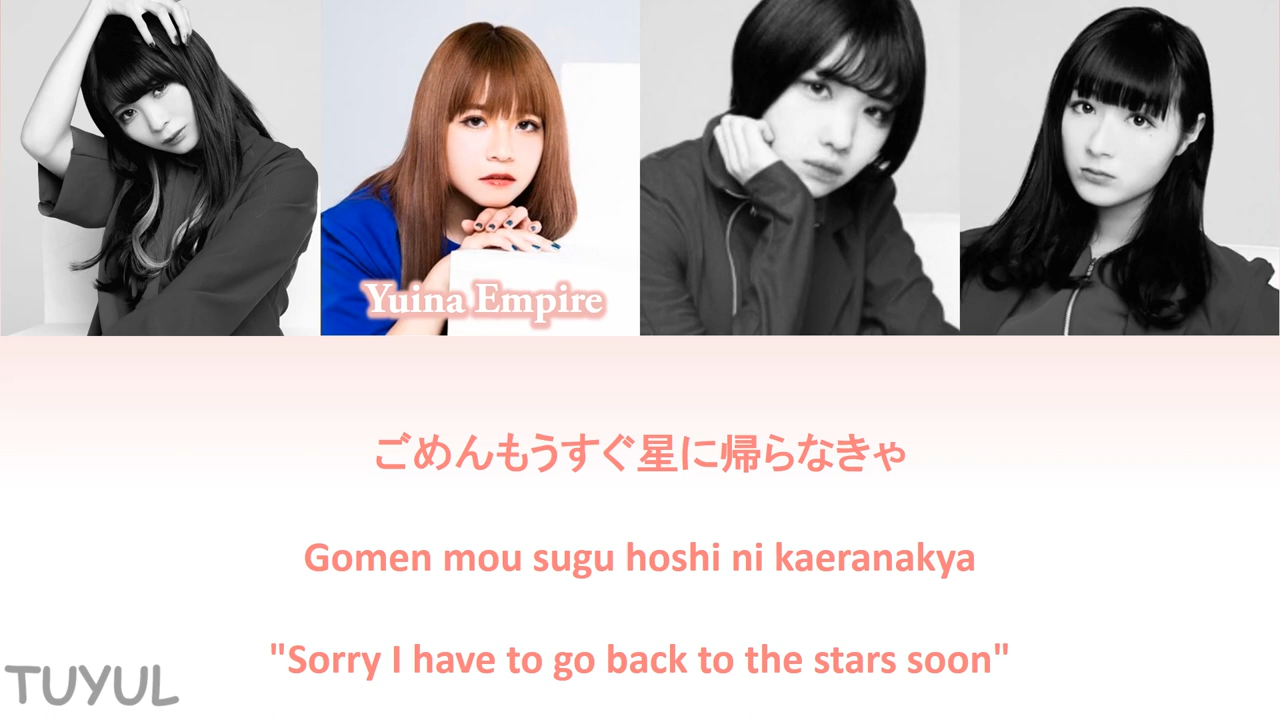 Yuina Empire
ごめんもうすぐ星に帰らなきゃ
Gomen mou sugu hoshi ni kaeranakya
"Sorry I have to go back to the stars soon"
TUYUL